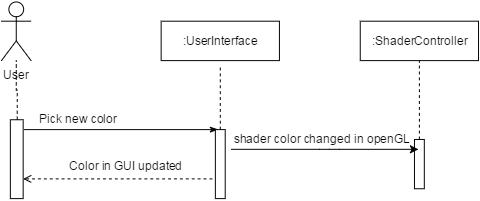 :UserInterface
:ShaderController
User
Pick new color
shader color changed in openGL
Color in GUI updated